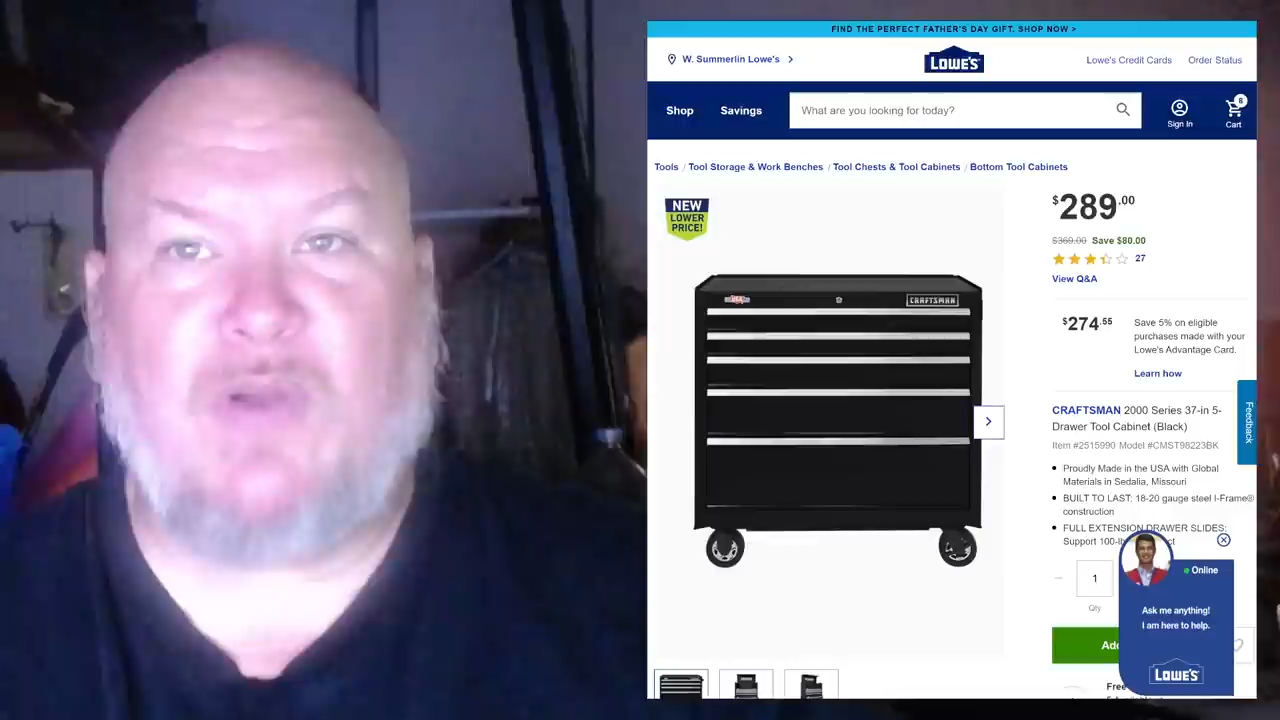 FIND THE PERFECT FATHER'S DAY GIFT. SHOP NOW >
W. Summerlin Lowe's
LOWE'S
Lowe's Credit Cards
Order Status
Shop
Savings
What are you looking for today?
Sign In
8
Cart
Tools / Tool Storage & Work Benches / Tool Chests & Tool Cabinets / Bottom Tool Cabinets
NEW
LOWER
PRICE!
CRAFTSMAN
$289.00
$369.00 Save $80.00
27
View Q&A
$274.55
Save 5% on eligible
purchases made with your
Lowe's Advantage Card.
Learn how
Feedback
CRAFTSMAN 2000 Series 37-in 5-
Drawer Tool Cabinet (Black)
Item #2515990 Model #CMST98223BK
Proudly Made in the USA with Global
Materials in Sedalia, Missouri
BUILT TO LAST: 18-20 gauge steel I-Frame®
construction
FULL EXTENSION DRAWER SLIDES:
Support
1
Qty
Online
Ask me anything!
I am here to help.
LOWE'S